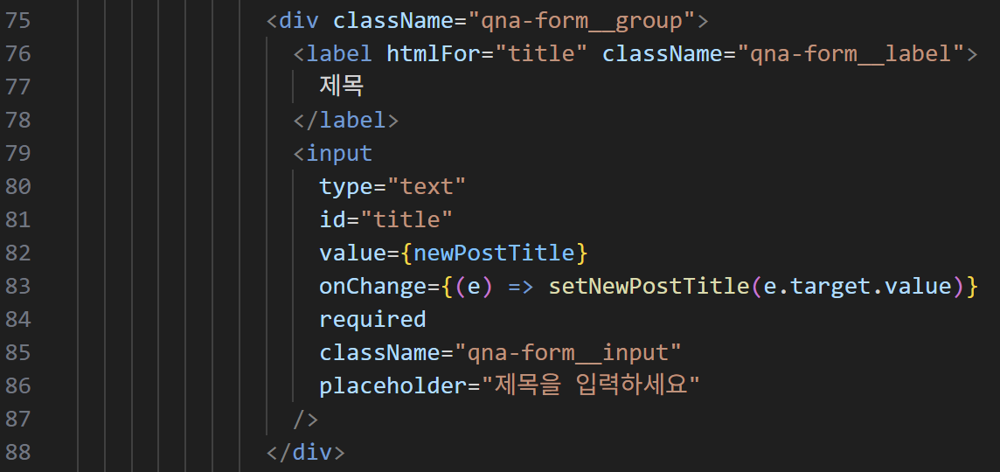 75 <div className="qna-form__group">
76 <label htmlFor="title" className="qna-form__label">
77 제목
78 </label>
79 <input
80 type="text"
81 id="title"
82 value={newPostTitle}
83 onChange={(e) => setNewPostTitle(e.target.value)}
84 required
85 className="qna-form__input"
86 placeholder="제목을 입력하세요"
87 />
88 </div>